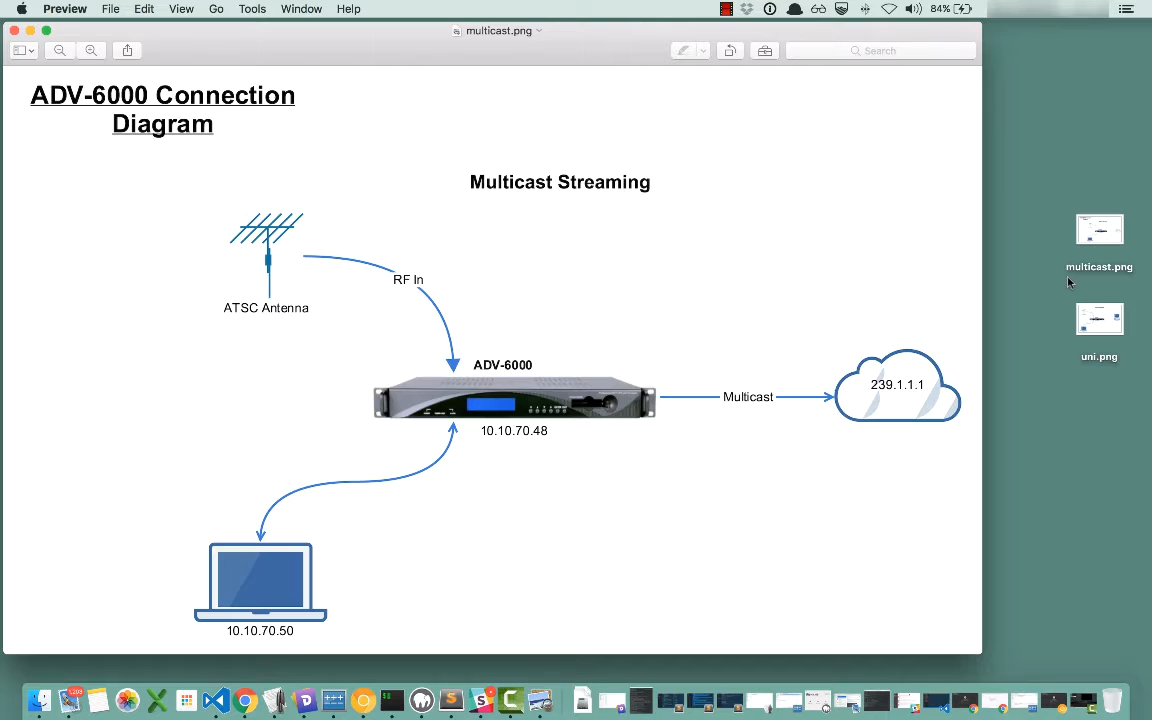 Preview File Edit View Go Tools Window Help
84%
multicast.png
Search
ADV-6000 Connection
Diagram
Multicast Streaming
RF In
ATSC Antenna
ADV-6000
239.1.1.1
Multicast
10.10.70.48
10.10.70.50
multicast.png
uni.png
1,208